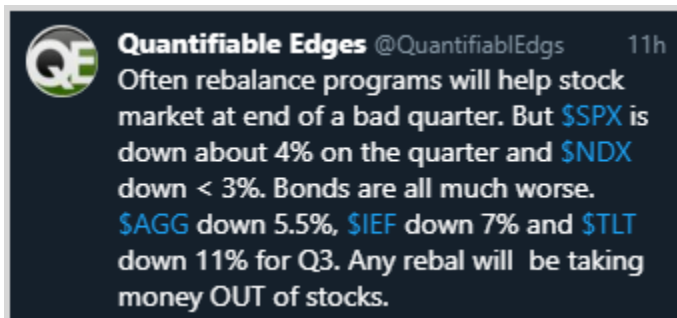 QE
Quantifiable Edges @QuantifiablEdgs 11h
Often rebalance programs will help stock
market at end of a bad quarter. But $SPX is
down about 4% on the quarter and $NDX
down < 3%. Bonds are all much worse.
$AGG down 5.5%, $IEF down 7% and $TLT
down 11% for Q3. Any rebal will  be taking
money OUT of stocks.